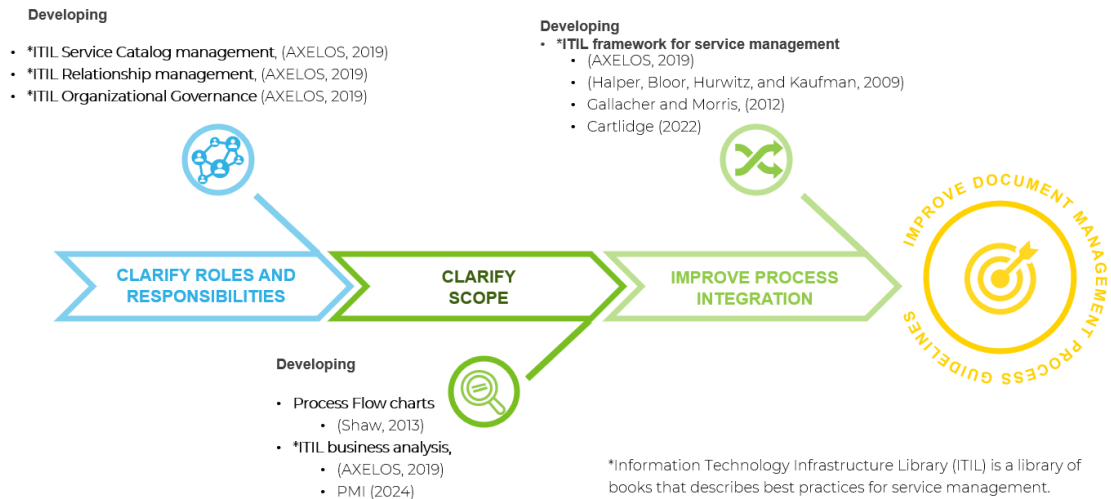 Developing
• *ITIL Service Catalog management, (AXELOS, 2019)
• *ITIL Relationship management, (AXELOS, 2019)
• *ITIL Organizational Governance (AXELOS, 2019)
Developing
• *ITIL framework for service management
• (AXELOS, 2019)
• (Halper, Bloor, Hurwitz, and Kaufman, 2009)
• Gallacher and Morris, (2012)
• Cartlidge (2022)
CLARIFY ROLES AND
RESPONSIBILITIES
CLARIFY
SCOPE
IMPROVE PROCESS
INTEGRATION
IMPROVE DOCUMENT MANAGEMENT PROCESS GUIDELINES
Developing
• Process Flow charts
• (Shaw, 2013)
• *ITIL business analysis,
• (AXELOS, 2019)
• PMI (2024)
*Information Technology Infrastructure Library (ITIL) is a library of
books that describes best practices for service management.